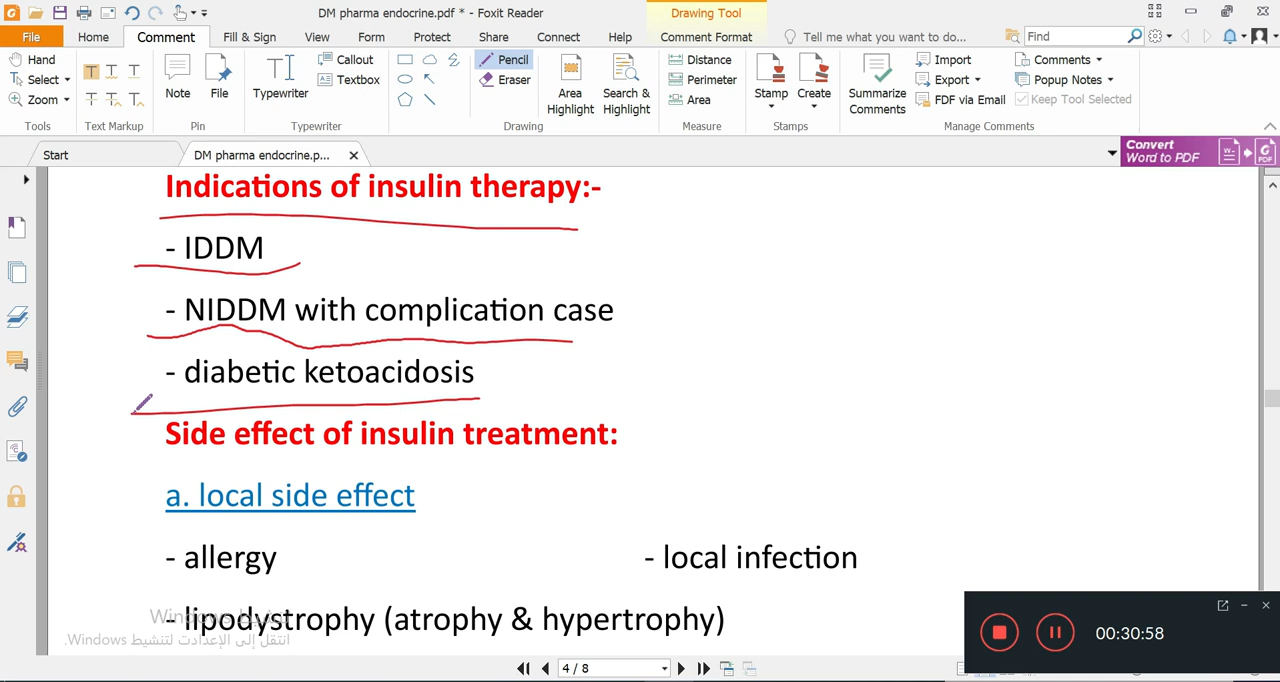 DM pharma endocrine.pdf * - Foxit Reader
Drawing Tool
File Home Comment Fill & Sign View Form Protect Share Connect Help Comment Format Tell me what you want to do... Find
Hand Select Zoom
Tools
Text Markup
Note File
Pin
Typewriter Callout Textbox
Typewriter
Pencil Eraser
Area Highlight Search & Highlight
Drawing
Distance Perimeter Area
Measure
Stamp Create
Stamps
Summarize Comments
Import Export FDF via Email
Comments Popup Notes Keep Tool Selected
Manage Comments
Start DM pharma endocrine.p...
Convert
Word to PDF
PDF
Indications of insulin therapy:-
- IDDM
- NIDDM with complication case
- diabetic ketoacidosis
Side effect of insulin treatment:
a. local side effect
- allergy - local infection
- lipodystrophy (atrophy & hypertrophy)
تنشيط Windows
انتقل إلى الإعدادات لتنشيط Windows.
00:30:58
4 / 8